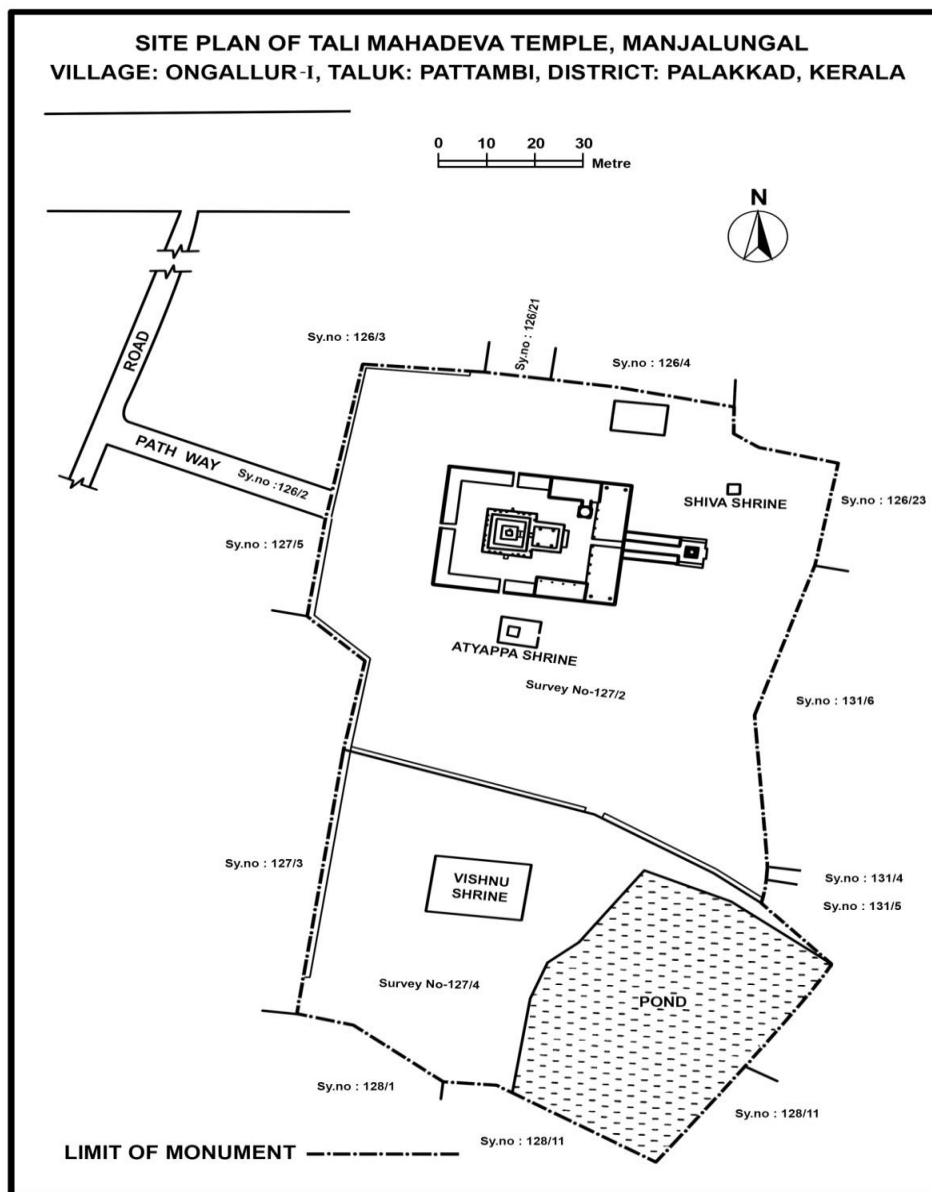 SITE PLAN OF TALI MAHADEVA TEMPLE, MANJALUNGAL
VILLAGE: ONGALLUR-I, TALUK: PATTAMBI, DISTRICT: PALAKKAD, KERALA
0 10 20 30
Metre
N
Sy.no : 126/3
Sy.no : 126/21
Sy.no : 126/4
ROAD
PATH WAY
Sy.no :126/2
SHIVA SHRINE
Sy.no : 126/23
Sy.no : 127/5
ATYAPPA SHRINE
Survey No-127/2
Sy.no : 131/6
Sy.no : 127/3
VISHNU
SHRINE
Sy.no : 131/4
Sy.no : 131/5
Survey No-127/4
POND
Sy.no : 128/1
Sy.no : 128/11
Sy.no : 128/11
LIMIT OF MONUMENT